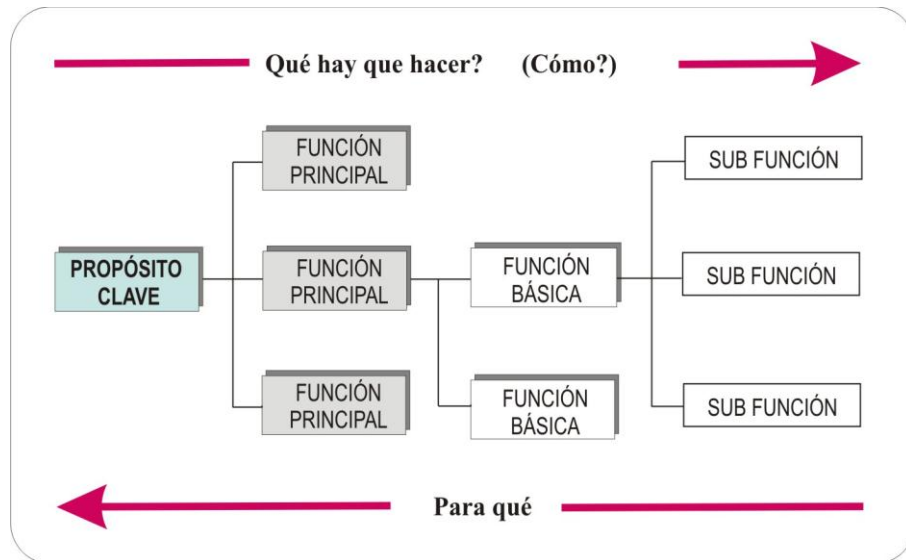 Qué hay que hacer? (Cómo?)
FUNCIÓN
PRINCIPAL
SUB FUNCIÓN
PROPÓSITO
CLAVE
FUNCIÓN
PRINCIPAL
FUNCIÓN
BÁSICA
SUB FUNCIÓN
FUNCIÓN
PRINCIPAL
FUNCIÓN
BÁSICA
SUB FUNCIÓN
Para qué